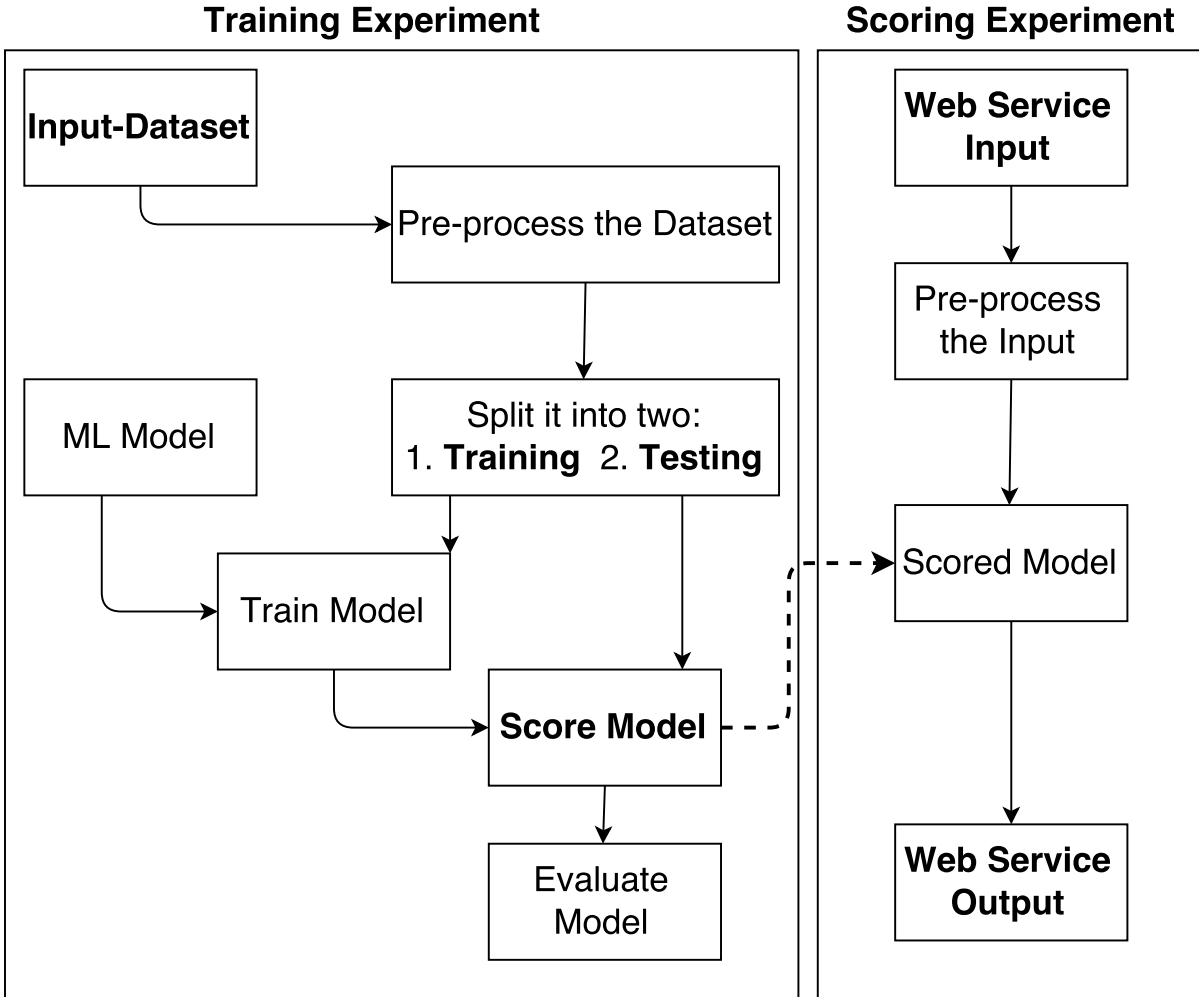 Training Experiment
Input-Dataset
Pre-process the Dataset
ML Model
Split it into two:
1. Training 2. Testing
Train Model
Score Model
Evaluate
Model
Scoring Experiment
Web Service
Input
Pre-process
the Input
Scored Model
Web Service
Output